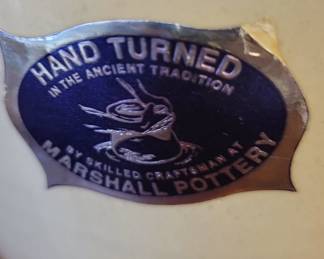 HAND TURNED
IN THE ANCIENT TRADITION
BY SKILLED CRAFTSMAN AT
MARSHALL POTTERY